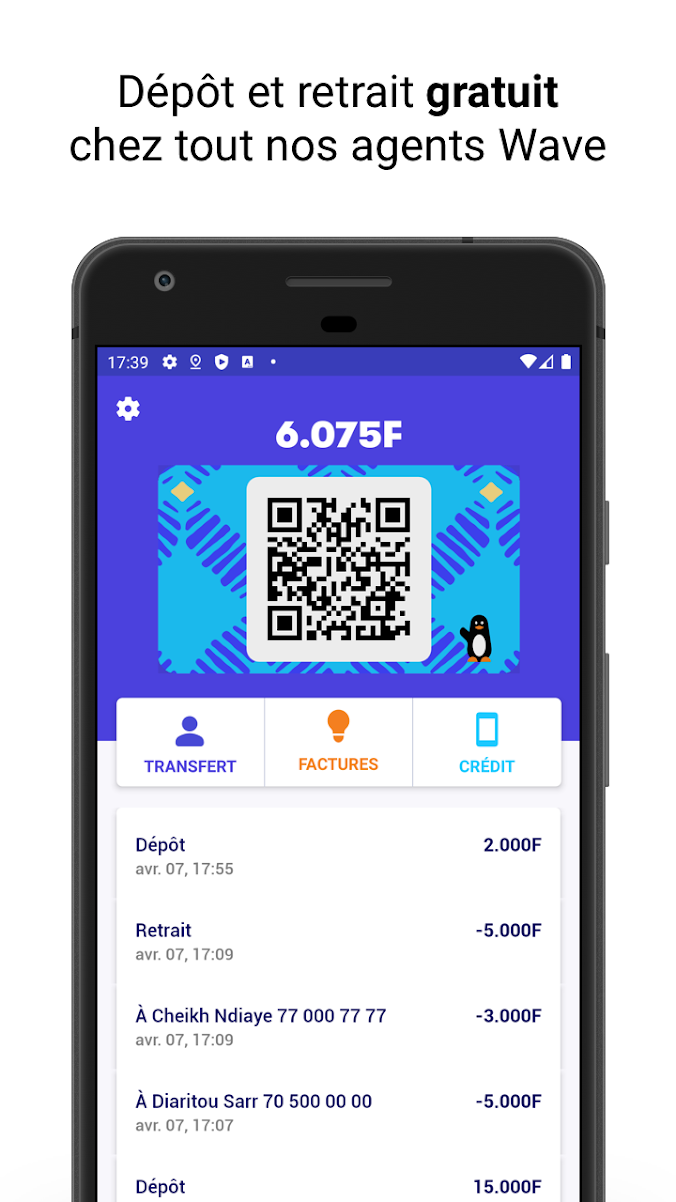 Dépôt et retrait gratuit
chez tout nos agents Wave
17:39
6.075F
TRANSFERT
FACTURES
CRÉDIT
Dépôt
2.000F
avr. 07, 17:55
Retrait
-5.000F
avr. 07, 17:09
À Cheikh Ndiaye 77 000 77 77
-3.000F
avr. 07, 17:09
À Diaritou Sarr 70 500 00 00
-5.000F
avr. 07, 17:07
Dépôt
15.000F